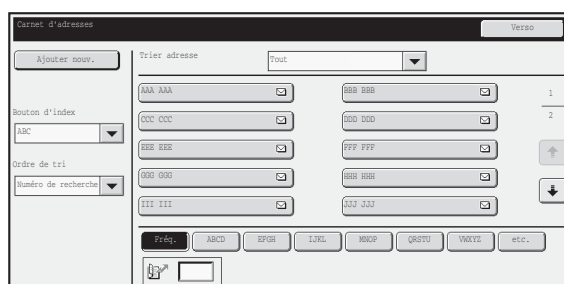 Carnet d'adresses
Verso
Ajouter nouv.
Trier adresse
Tout
AAA AAA
BBB BBB
1
2
Bouton d'index
ABC
CCC CCC
DDD DDD
EEE EEE
FFF FFF
Ordre de tri
Numéro de recherche
GGG GGG
HHH HHH
III III
JJJ JJJ
Fréq.
ABCD
EFGH
IJKL
MNOP
QRSTU
VWXYZ
etc.